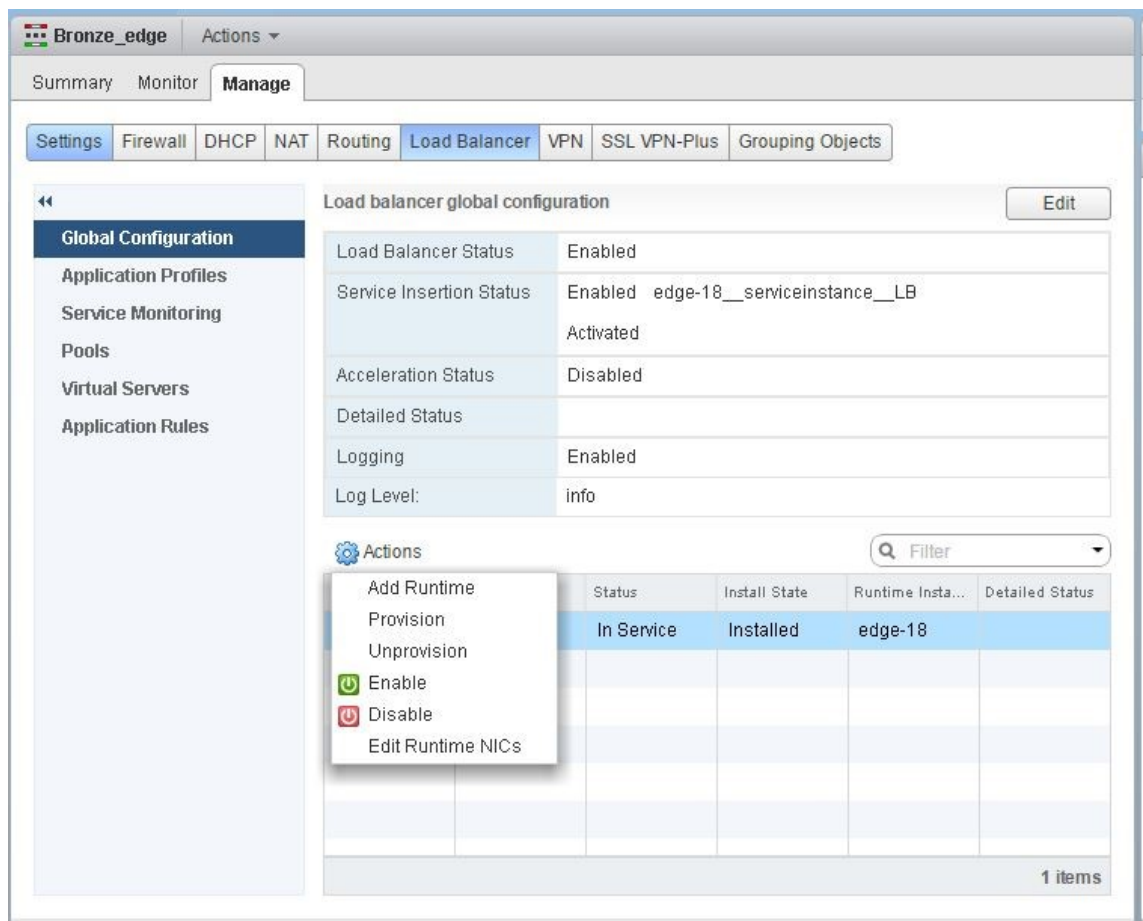 Bronze_edge Actions
Summary Monitor Manage
Settings Firewall DHCP NAT Routing Load Balancer VPN SSL VPN-Plus Grouping Objects
Global Configuration
Application Profiles
Service Monitoring
Pools
Virtual Servers
Application Rules
Load balancer global configuration Edit
Load Balancer Status Enabled
Service Insertion Status Enabled edge-18__serviceinstance__LB
Activated
Acceleration Status Disabled
Detailed Status
Logging Enabled
Log Level: info
Actions Filter
Add Runtime
Provision
Unprovision
Enable
Disable
Edit Runtime NICs
Status Install State Runtime Insta... Detailed Status
In Service Installed edge-18
1 items